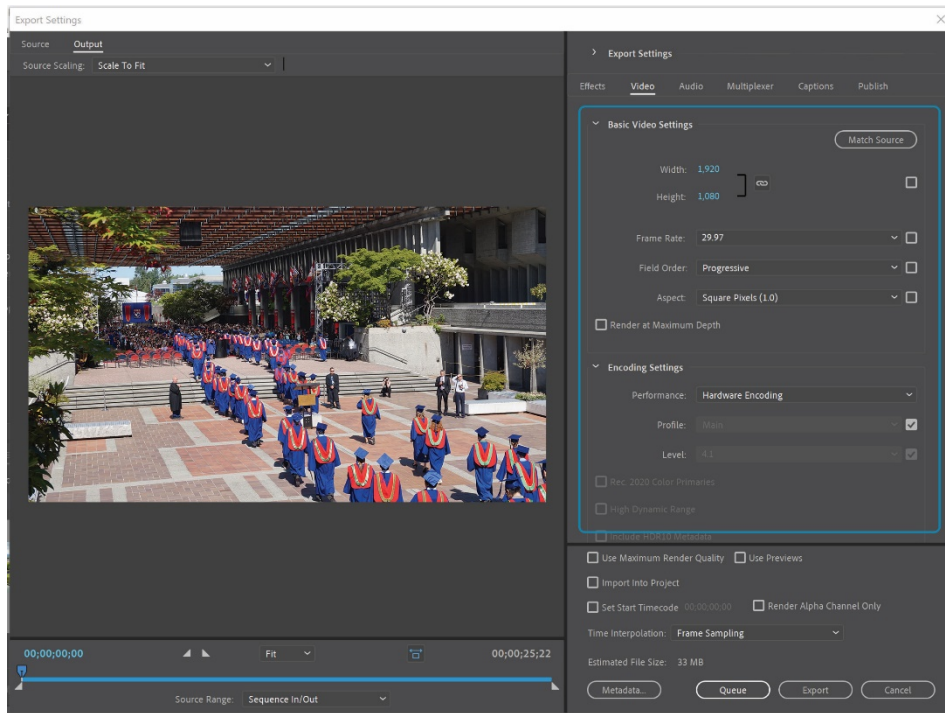 Export Settings
Source Output
Source Scaling: Scale To Fit
00;00;00;00 Fit 00;00;25;22
Source Range: Sequence In/Out
Export Settings
Effects Video Audio Multiplexer Captions Publish
Basic Video Settings
Match Source
Width: 1,920
Height: 1,080
Frame Rate: 29.97
Field Order: Progressive
Aspect: Square Pixels (1.0)
Render at Maximum Depth
Encoding Settings
Performance: Hardware Encoding
Profile: Main
Level: 4.1
Rec. 2020 Color Primaries
High Dynamic Range
Include HDR10 Metadata
Use Maximum Render Quality Use Previews
Import Into Project
Set Start Timecode 00;00;00;00 Render Alpha Channel Only
Time Interpolation: Frame Sampling
Estimated File Size: 33 MB
Metadata... Queue Export Cancel